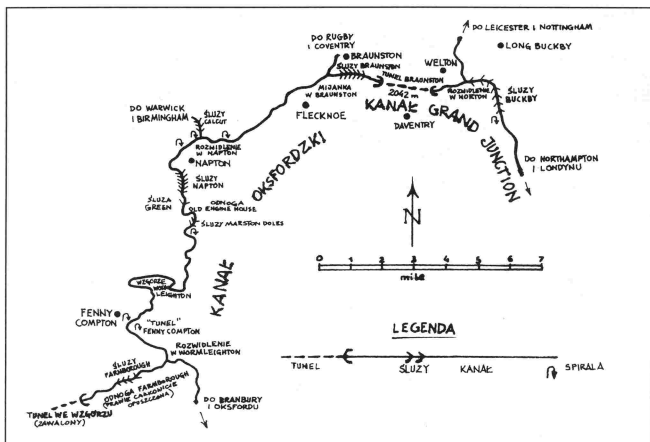 DO LEICESTER I NOTTINGHAM
LONG BUCKBY
DO RUGBY
I COVENTRY
BRAUNSTON
ŚLUZY BRAUNSTON
TUNEL BRAUNSTON
2042 m
WELTON
ROZWIDLENIE
W NORTON
ŚLUZY
BUCKBY
MIJANKA
W BRAUNSTON
FLECKNOE
KANAŁ GRAND JUNCTION
DAVENTRY
DO WARWICK
I BIRMINGHAM
ŚLUZY
CALCUT
ROZWIDLENIE
W NAPTON
NAPTON
OKSFORDZKI
DO NORTHAMPTON
I LONDYNU
ŚLUZY
NAPTON
ŚLUZA
GREEN
ODNOGA
OLD ENGINE HOUSE
ŚLUZY MARSTON DOLES
N
0 1 2 3 4 5 6 7
mile
WZGÓRZE
LEIGHTON
KANAŁ
FENNY
COMPTON
"TUNEL"
FENNY COMPTON
ROZWIDLENIE
W WORMLEIGHTON
ŚLUZY
FARNBOROUGH
ODNOGA FARNBOROUGH
(PRAWIE CAŁKOWICIE
OPUSZCZONA)
TUNEL WE WZGÓRZU
(ZAWALONY)
DO BRANBURY
I OKSFORDU
LEGENDA
TUNEL
ŚLUZY
KANAŁ
SPIRALA